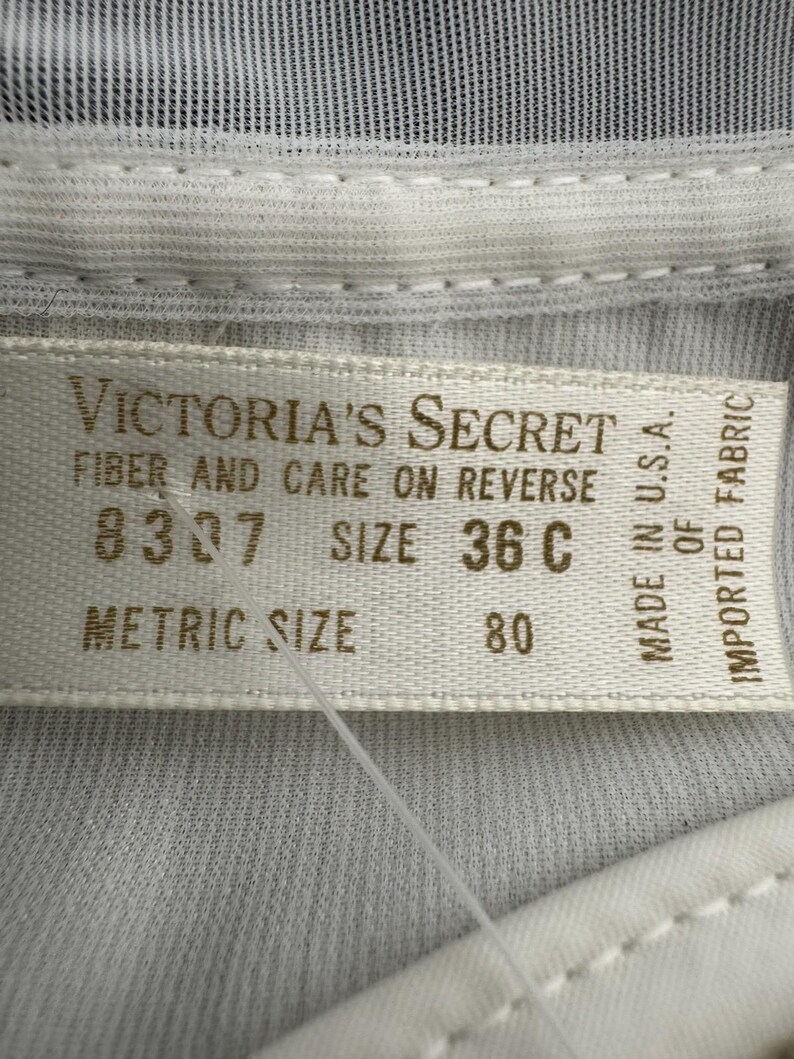 VICTORIA'S SECRET
FIBER AND CARE ON REVERSE
8307 SIZE 36 C
METRIC SIZE 80
MADE IN U.S.A.
OF
IMPORTED FABRIC